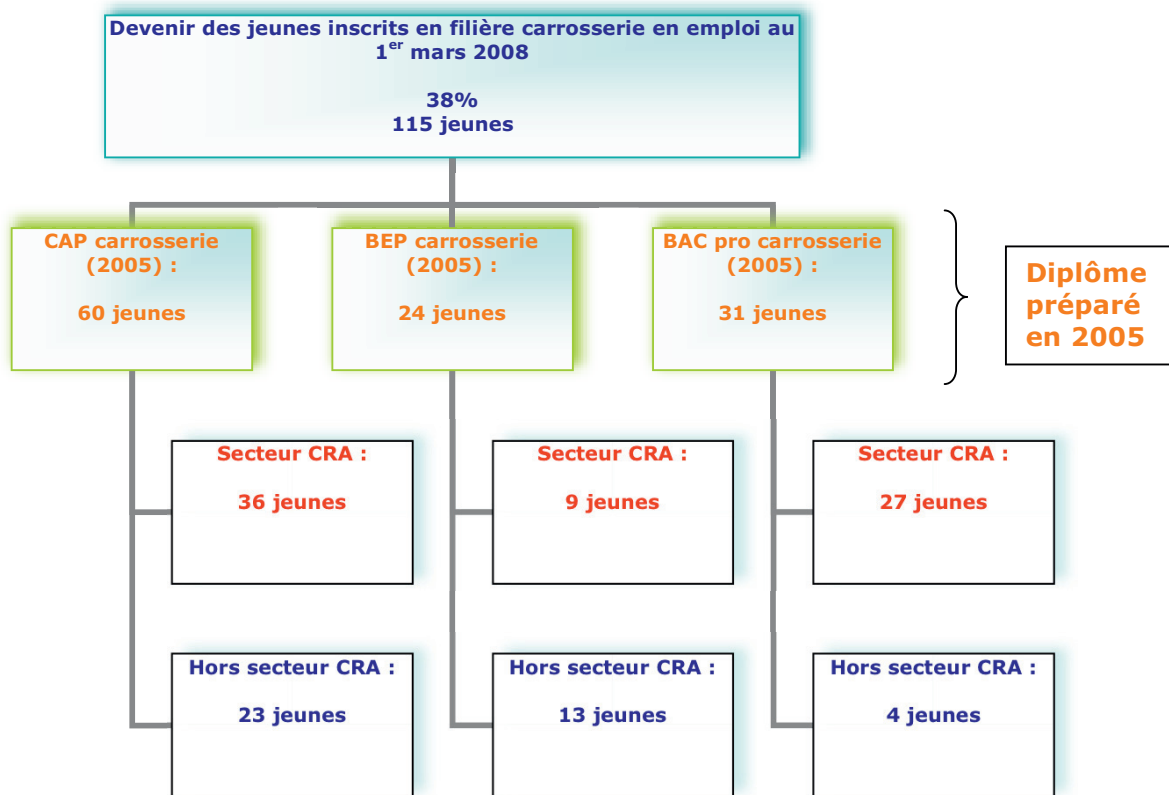 Devenir des jeunes inscrits en filière carrosserie en emploi au
1er mars 2008
38%
115 jeunes
CAP carrosserie
(2005) :
60 jeunes
BEP carrosserie
(2005) :
24 jeunes
BAC pro carrosserie
(2005) :
31 jeunes
Diplôme
préparé
en 2005
Secteur CRA :
36 jeunes
Secteur CRA :
9 jeunes
Secteur CRA :
27 jeunes
Hors secteur CRA :
23 jeunes
Hors secteur CRA :
13 jeunes
Hors secteur CRA :
4 jeunes